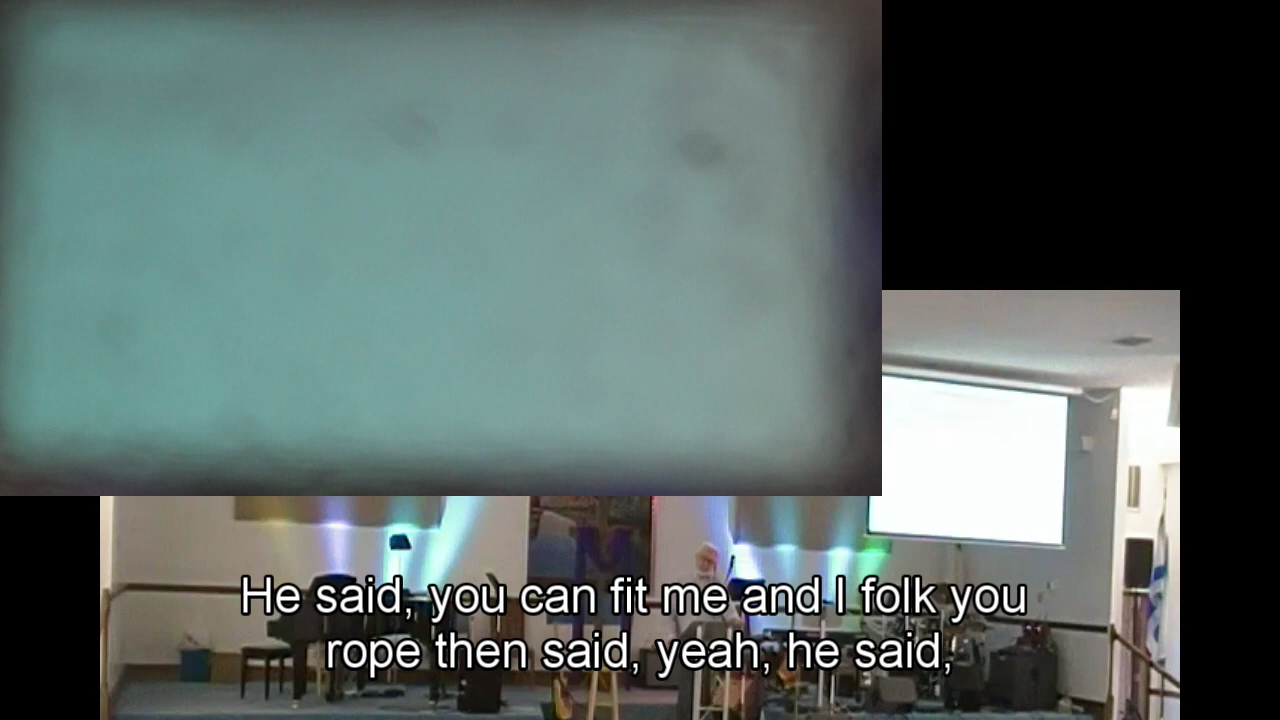 He said, you can fit me and I folk you
rope then said, yeah, he said,